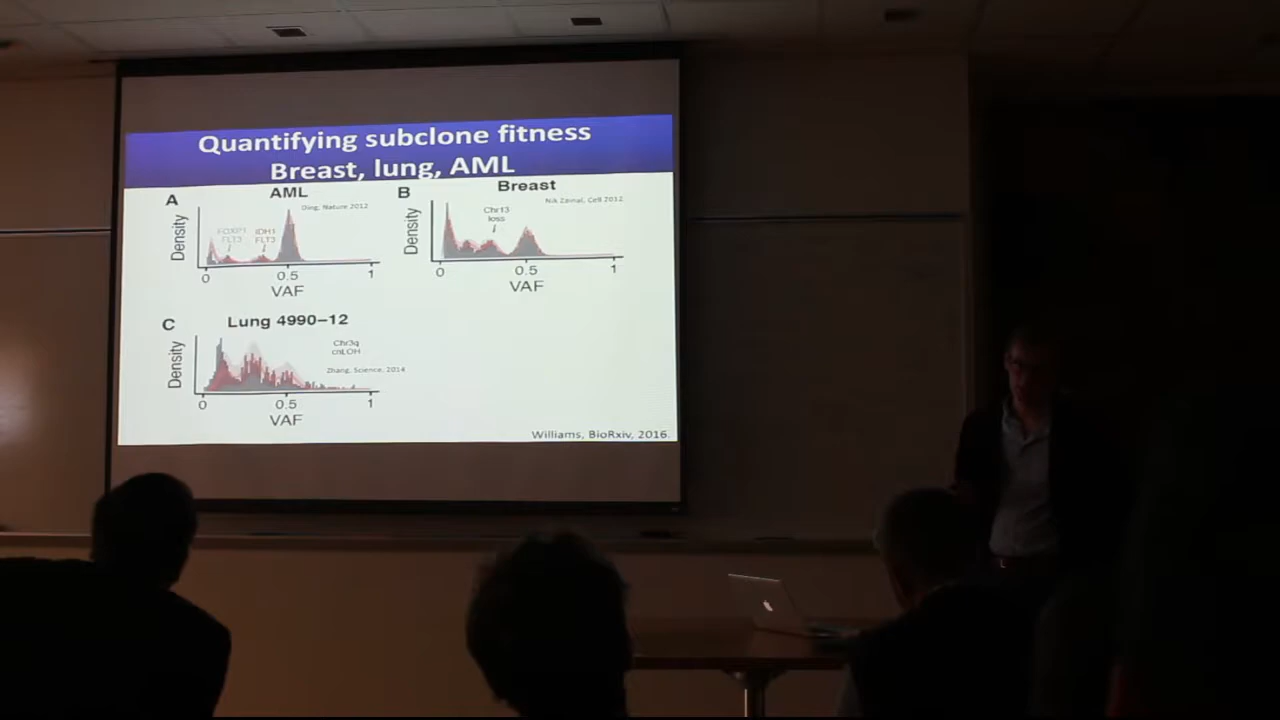 Quantifying subclone fitness
Breast, lung, AML
A
AML
Ding, Nature 2012
Density
FOXP1
FLT3
IDH1
FLT3
0
0.5
1
VAF
B
Breast
Nik Zainal, Cell 2012
Density
Chr13
loss
0
0.5
1
VAF
C
Lung 4990-12
Density
Chr3q
cnLOH
Zhang, Science, 2014
0
0.5
1
VAF
Williams, BioRxiv, 2016.